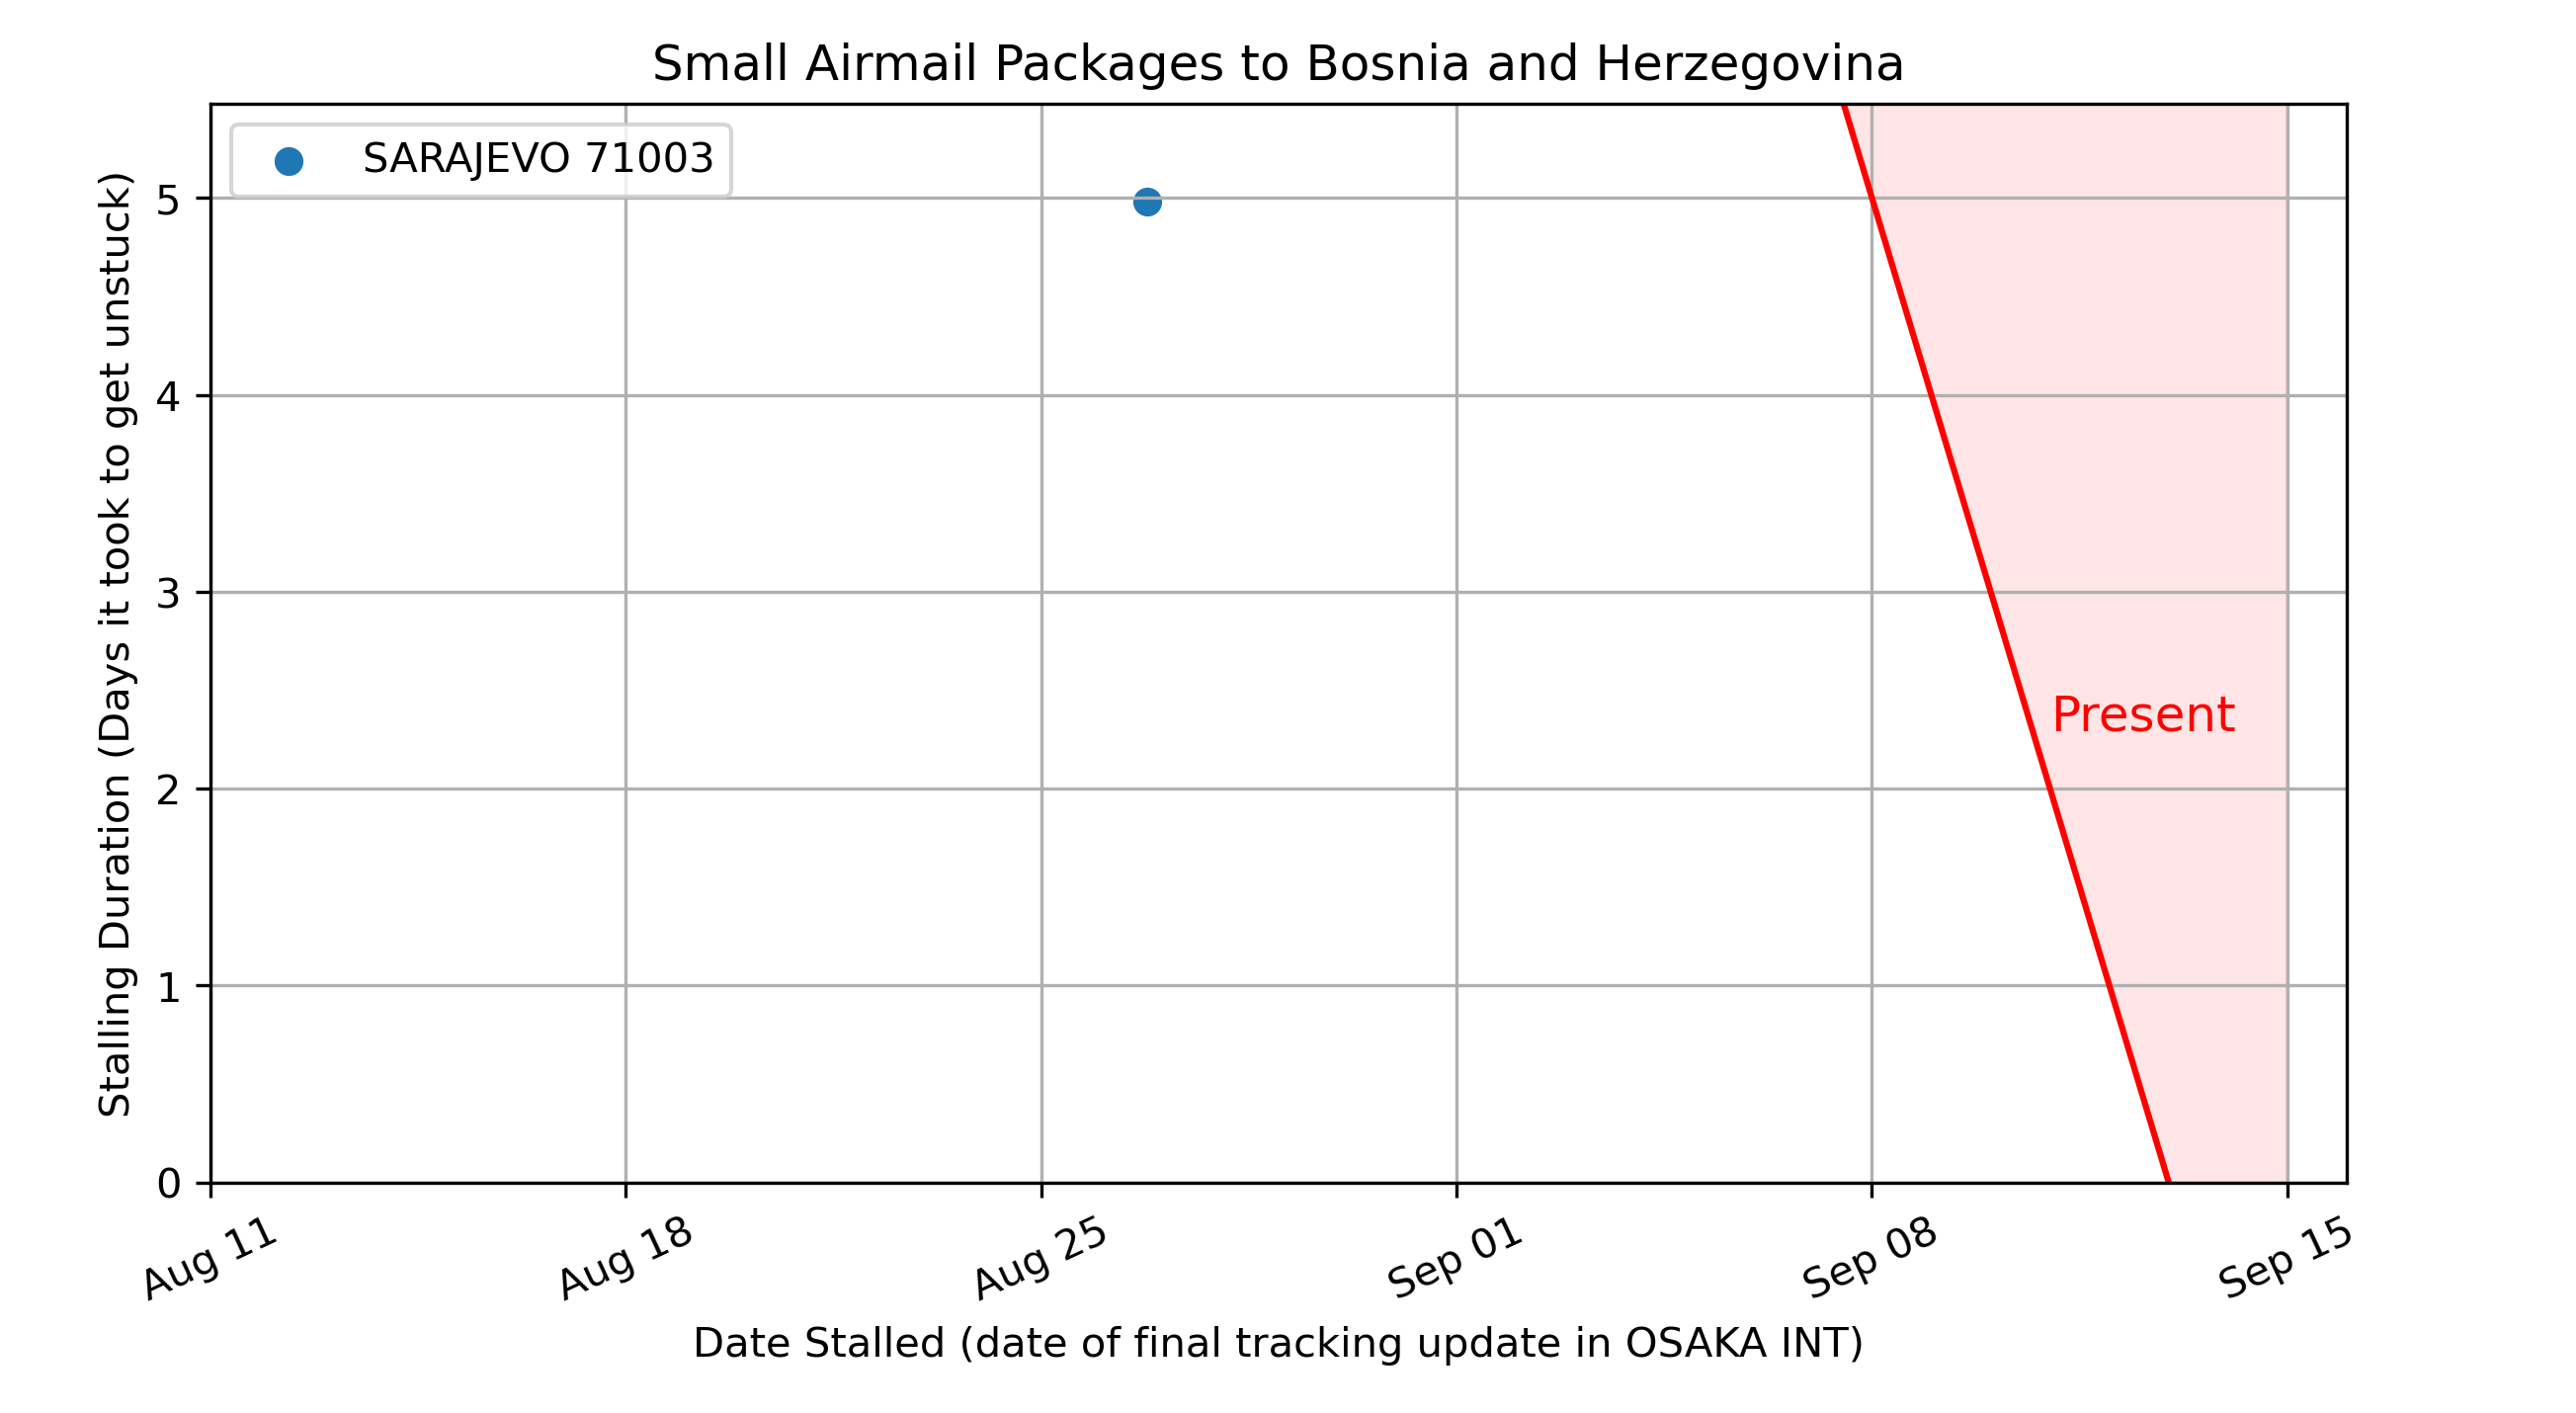 Small Airmail Packages to Bosnia and Herzegovina
SARAJEVO 71003
Stalling Duration (Days it took to get unstuck)
5
4
3
2
1
0
Present
Aug 11
Aug 18
Aug 25
Sep 01
Sep 08
Sep 15
Date Stalled (date of final tracking update in OSAKA INT)